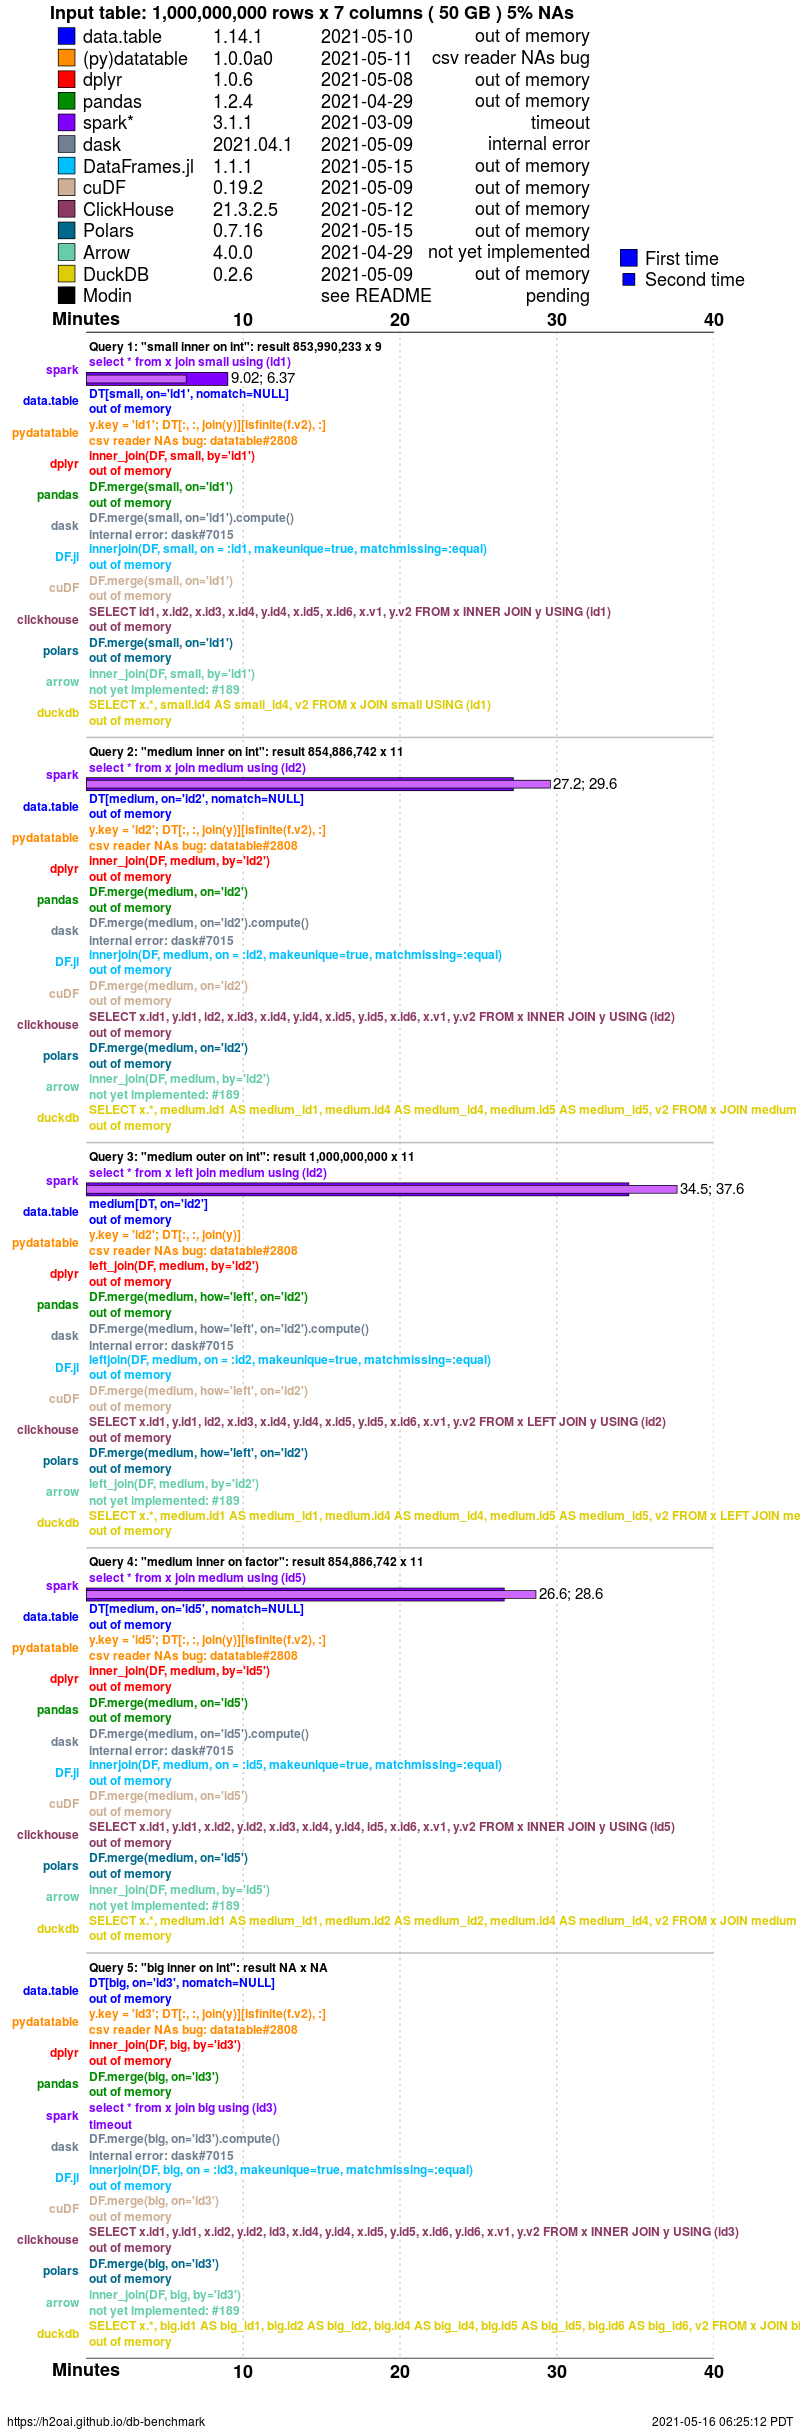 Input table: 1,000,000,000 rows x 7 columns ( 50 GB ) 5% NAs
data.table 1.14.1 2021-05-10 out of memory
(py)datatable 1.0.0a0 2021-05-11 csv reader NAs bug
dplyr 1.0.6 2021-05-08 out of memory
pandas 1.2.4 2021-04-29 out of memory
spark* 3.1.1 2021-03-09 timeout
dask 2021.04.1 2021-05-09 internal error
DataFrames.jl 1.1.1 2021-05-15 out of memory
cuDF 0.19.2 2021-05-09 out of memory
ClickHouse 21.3.2.5 2021-05-12 out of memory
Polars 0.7.16 2021-05-15 out of memory
Arrow 4.0.0 2021-04-29 not yet implemented
DuckDB 0.2.6 2021-05-09 out of memory
Modin see README pending
First time
Second time
Minutes 10 20 30 40
Query 1: "small inner on int": result 853,990,233 x 9
spark select * from x join small using (id1)
9.02; 6.37
data.table DT[small, on='id1', nomatch=NULL]
out of memory
pydatatable y.key = 'id1'; DT[:, :, join(y)][isfinite(f.v2), :]
csv reader NAs bug: datatable#2808
dplyr inner_join(DF, small, by='id1')
out of memory
pandas DF.merge(small, on='id1')
out of memory
dask DF.merge(small, on='id1').compute()
internal error: dask#7015
DF.jl innerjoin(DF, small, on = :id1, makeunique=true, matchmissing=:equal)
out of memory
cuDF DF.merge(small, on='id1')
out of memory
clickhouse SELECT id1, x.id2, x.id3, x.id4, y.id4, x.id5, x.id6, x.v1, y.v2 FROM x INNER JOIN y USING (id1)
out of memory
polars DF.merge(small, on='id1')
out of memory
arrow inner_join(DF, small, by='id1')
not yet implemented: #189
duckdb SELECT x.*, small.id4 AS small_id4, v2 FROM x JOIN small USING (id1)
out of memory
Query 2: "medium inner on int": result 854,886,742 x 11
spark select * from x join medium using (id2)
27.2; 29.6
data.table DT[medium, on='id2', nomatch=NULL]
out of memory
pydatatable y.key = 'id2'; DT[:, :, join(y)][isfinite(f.v2), :]
csv reader NAs bug: datatable#2808
dplyr inner_join(DF, medium, by='id2')
out of memory
pandas DF.merge(medium, on='id2')
out of memory
dask DF.merge(medium, on='id2').compute()
internal error: dask#7015
DF.jl innerjoin(DF, medium, on = :id2, makeunique=true, matchmissing=:equal)
out of memory
cuDF DF.merge(medium, on='id2')
out of memory
clickhouse SELECT x.id1, y.id1, id2, x.id3, x.id4, y.id4, x.id5, y.id5, x.id6, x.v1, y.v2 FROM x INNER JOIN y USING (id2)
out of memory
polars DF.merge(medium, on='id2')
out of memory
arrow inner_join(DF, medium, by='id2')
not yet implemented: #189
duckdb SELECT x.*, medium.id1 AS medium_id1, medium.id4 AS medium_id4, medium.id5 AS medium_id5, v2 FROM x JOIN medium
out of memory
Query 3: "medium outer on int": result 1,000,000,000 x 11
spark select * from x left join medium using (id2)
34.5; 37.6
data.table medium[DT, on='id2']
out of memory
pydatatable y.key = 'id2'; DT[:, :, join(y)]
csv reader NAs bug: datatable#2808
dplyr left_join(DF, medium, by='id2')
out of memory
pandas DF.merge(medium, how='left', on='id2')
out of memory
dask DF.merge(medium, how='left', on='id2').compute()
internal error: dask#7015
DF.jl leftjoin(DF, medium, on = :id2, makeunique=true, matchmissing=:equal)
out of memory
cuDF DF.merge(medium, how='left', on='id2')
out of memory
clickhouse SELECT x.id1, y.id1, id2, x.id3, x.id4, y.id4, x.id5, y.id5, x.id6, x.v1, y.v2 FROM x LEFT JOIN y USING (id2)
out of memory
polars DF.merge(medium, how='left', on='id2')
out of memory
arrow left_join(DF, medium, by='id2')
not yet implemented: #189
duckdb SELECT x.*, medium.id1 AS medium_id1, medium.id4 AS medium_id4, medium.id5 AS medium_id5, v2 FROM x LEFT JOIN me
out of memory
Query 4: "medium inner on factor": result 854,886,742 x 11
spark select * from x join medium using (id5)
26.6; 28.6
data.table DT[medium, on='id5', nomatch=NULL]
out of memory
pydatatable y.key = 'id5'; DT[:, :, join(y)][isfinite(f.v2), :]
csv reader NAs bug: datatable#2808
dplyr inner_join(DF, medium, by='id5')
out of memory
pandas DF.merge(medium, on='id5')
out of memory
dask DF.merge(medium, on='id5').compute()
internal error: dask#7015
DF.jl innerjoin(DF, medium, on = :id5, makeunique=true, matchmissing=:equal)
out of memory
cuDF DF.merge(medium, on='id5')
out of memory
clickhouse SELECT x.id1, y.id1, x.id2, y.id2, x.id3, x.id4, y.id4, id5, x.id6, x.v1, y.v2 FROM x INNER JOIN y USING (id5)
out of memory
polars DF.merge(medium, on='id5')
out of memory
arrow inner_join(DF, medium, by='id5')
not yet implemented: #189
duckdb SELECT x.*, medium.id1 AS medium_id1, medium.id2 AS medium_id2, medium.id4 AS medium_id4, v2 FROM x JOIN medium
out of memory
Query 5: "big inner on int": result NA x NA
data.table DT[big, on='id3', nomatch=NULL]
out of memory
pydatatable y.key = 'id3'; DT[:, :, join(y)][isfinite(f.v2), :]
csv reader NAs bug: datatable#2808
dplyr inner_join(DF, big, by='id3')
out of memory
pandas DF.merge(big, on='id3')
out of memory
spark select * from x join big using (id3)
timeout
dask DF.merge(big, on='id3').compute()
internal error: dask#7015
DF.jl innerjoin(DF, big, on = :id3, makeunique=true, matchmissing=:equal)
out of memory
cuDF DF.merge(big, on='id3')
out of memory
clickhouse SELECT x.id1, y.id1, x.id2, y.id2, id3, x.id4, y.id4, x.id5, y.id5, x.id6, y.id6, x.v1, y.v2 FROM x INNER JOIN y USING (id3)
out of memory
polars DF.merge(big, on='id3')
out of memory
arrow inner_join(DF, big, by='id3')
not yet implemented: #189
duckdb SELECT x.*, big.id1 AS big_id1, big.id2 AS big_id2, big.id4 AS big_id4, big.id5 AS big_id5, big.id6 AS big_id6, v2 FROM x JOIN bi
out of memory
Minutes 10 20 30 40
https://h2oai.github.io/db-benchmark 2021-05-16 06:25:12 PDT